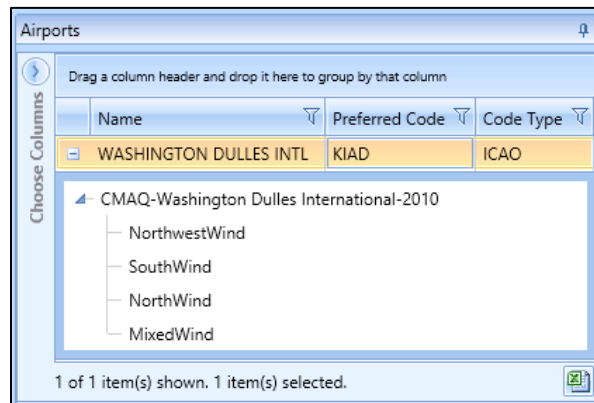 Airports
Choose Columns
Drag a column header and drop it here to group by that column
Name Preferred Code Code Type
WASHINGTON DULLES INTL KIAD ICAO
CMAQ-Washington Dulles International-2010
NorthwestWind
SouthWind
NorthWind
MixedWind
1 of 1 item(s) shown. 1 item(s) selected.